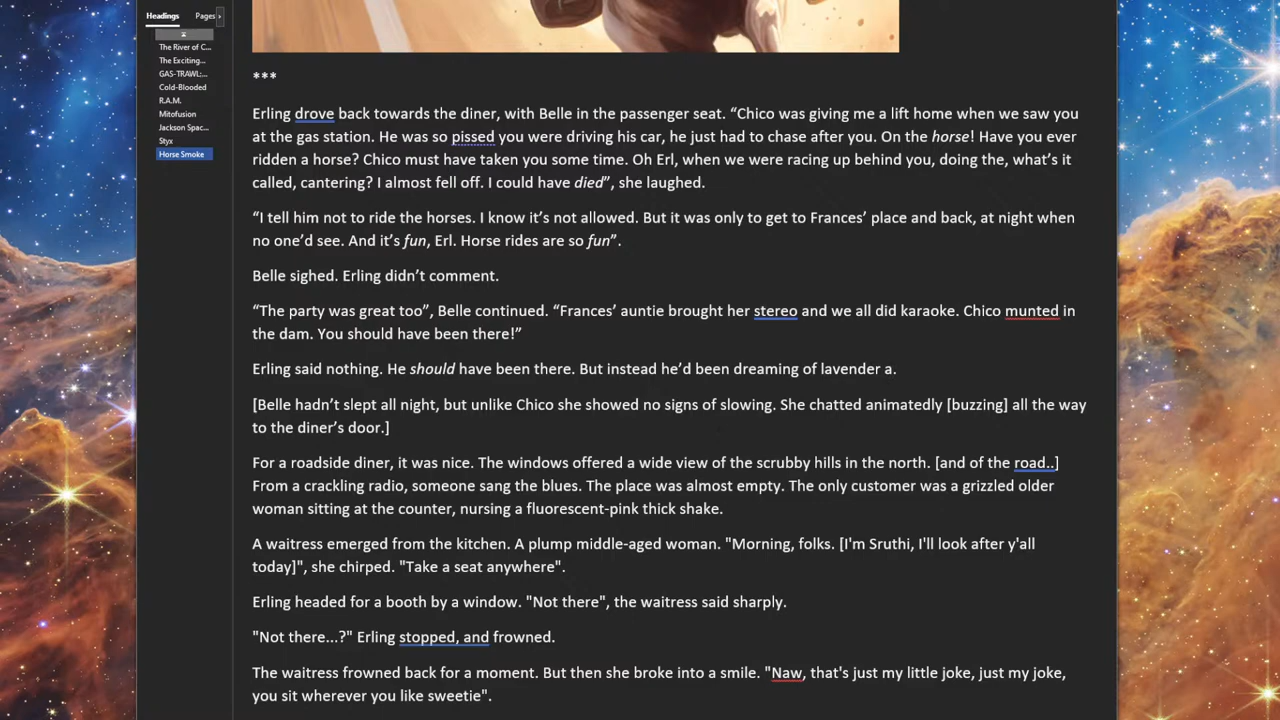 Headings Pages
The River of C...
The Exciting...
GAS-TRAWL:...
Cold-Blooded
R.A.M.
Mitofusion
Jackson Spac...
Styx
Horse Smoke
***
Erling drove back towards the diner, with Belle in the passenger seat. “Chico was giving me a lift home when we saw you
at the gas station. He was so pissed you were driving his car, he just had to chase after you. On the horse! Have you ever
ridden a horse? Chico must have taken you some time. Oh Erl, when we were racing up behind you, doing the, what’s it
called, cantering? I almost fell off. I could have died”, she laughed.
“I tell him not to ride the horses. I know it’s not allowed. But it was only to get to Frances’ place and back, at night when
no one’d see. And it’s fun, Erl. Horse rides are so fun”.
Belle sighed. Erling didn’t comment.
“The party was great too”, Belle continued. “Frances’ auntie brought her stereo and we all did karaoke. Chico munted in
the dam. You should have been there!”
Erling said nothing. He should have been there. But instead he’d been dreaming of lavender a.
[Belle hadn’t slept all night, but unlike Chico she showed no signs of slowing. She chatted animatedly [buzzing] all the way
to the diner’s door.]
For a roadside diner, it was nice. The windows offered a wide view of the scrubby hills in the north. [and of the road..]
From a crackling radio, someone sang the blues. The place was almost empty. The only customer was a grizzled older
woman sitting at the counter, nursing a fluorescent-pink thick shake.
A waitress emerged from the kitchen. A plump middle-aged woman. "Morning, folks. [I'm Sruthi, I'll look after y'all
today]", she chirped. "Take a seat anywhere".
Erling headed for a booth by a window. "Not there", the waitress said sharply.
"Not there...?" Erling stopped, and frowned.
The waitress frowned back for a moment. But then she broke into a smile. "Naw, that's just my little joke, just my joke,
you sit wherever you like sweetie".